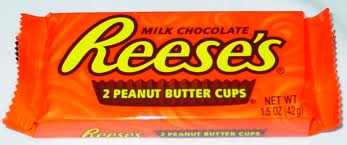 MILK CHOCOLATE
Reese's
2 PEANUT BUTTER CUPS
NET WT
1.5 OZ (42g)
Reese's
2 PEANUT BUTTER CUPS